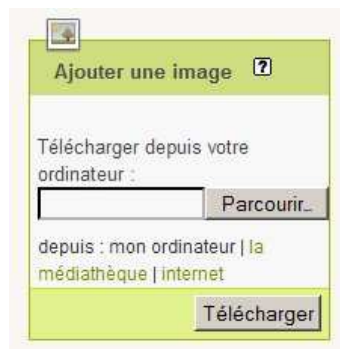 Ajouter une image ?
Télécharger depuis votre
ordinateur :
Parcourir...
depuis : mon ordinateur | la
médiathèque | internet
Télécharger